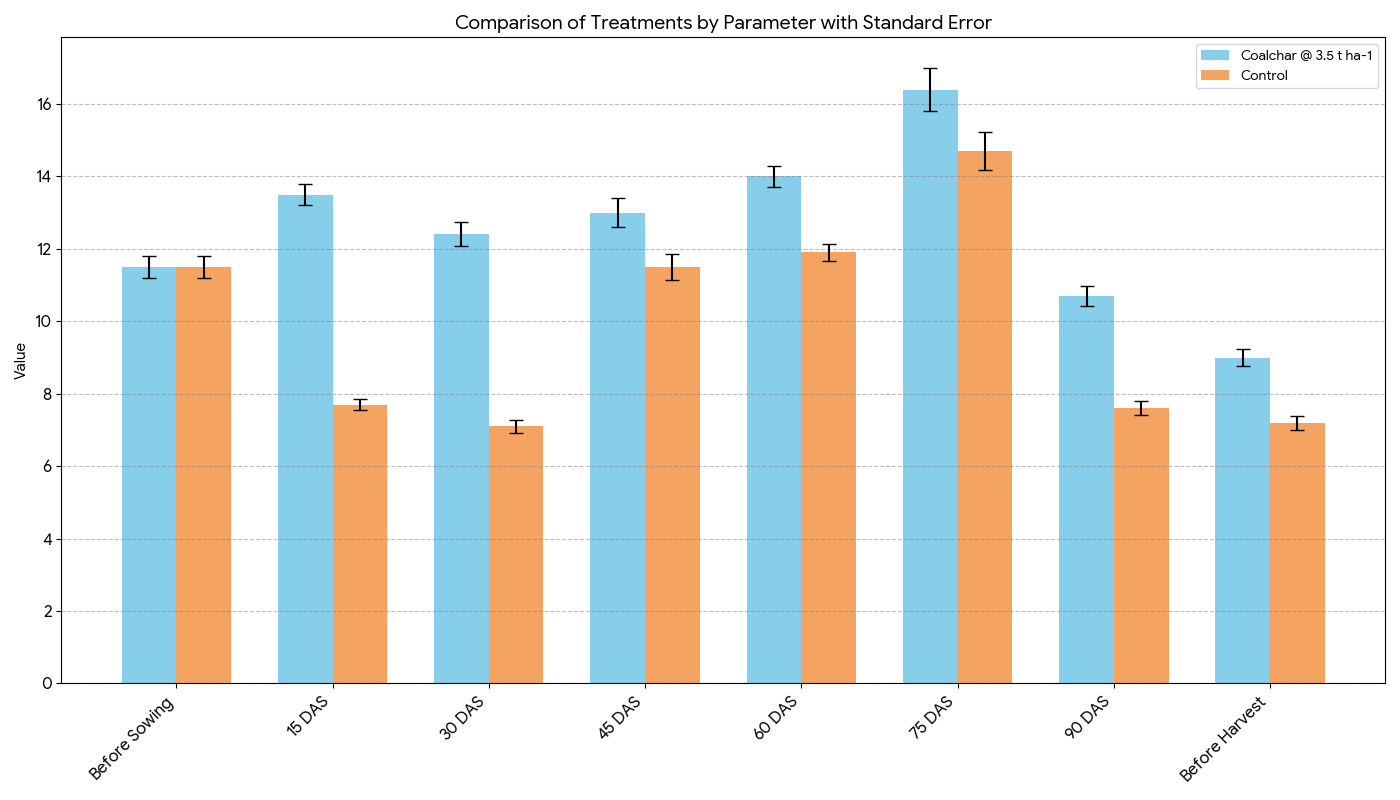 Comparison of Treatments by Parameter with Standard Error
Coalchar @ 3.5 t ha-1
Control
Value
16
14
12
10
8
6
4
2
0
Before Sowing
15 DAS
30 DAS
45 DAS
60 DAS
75 DAS
90 DAS
Before Harvest